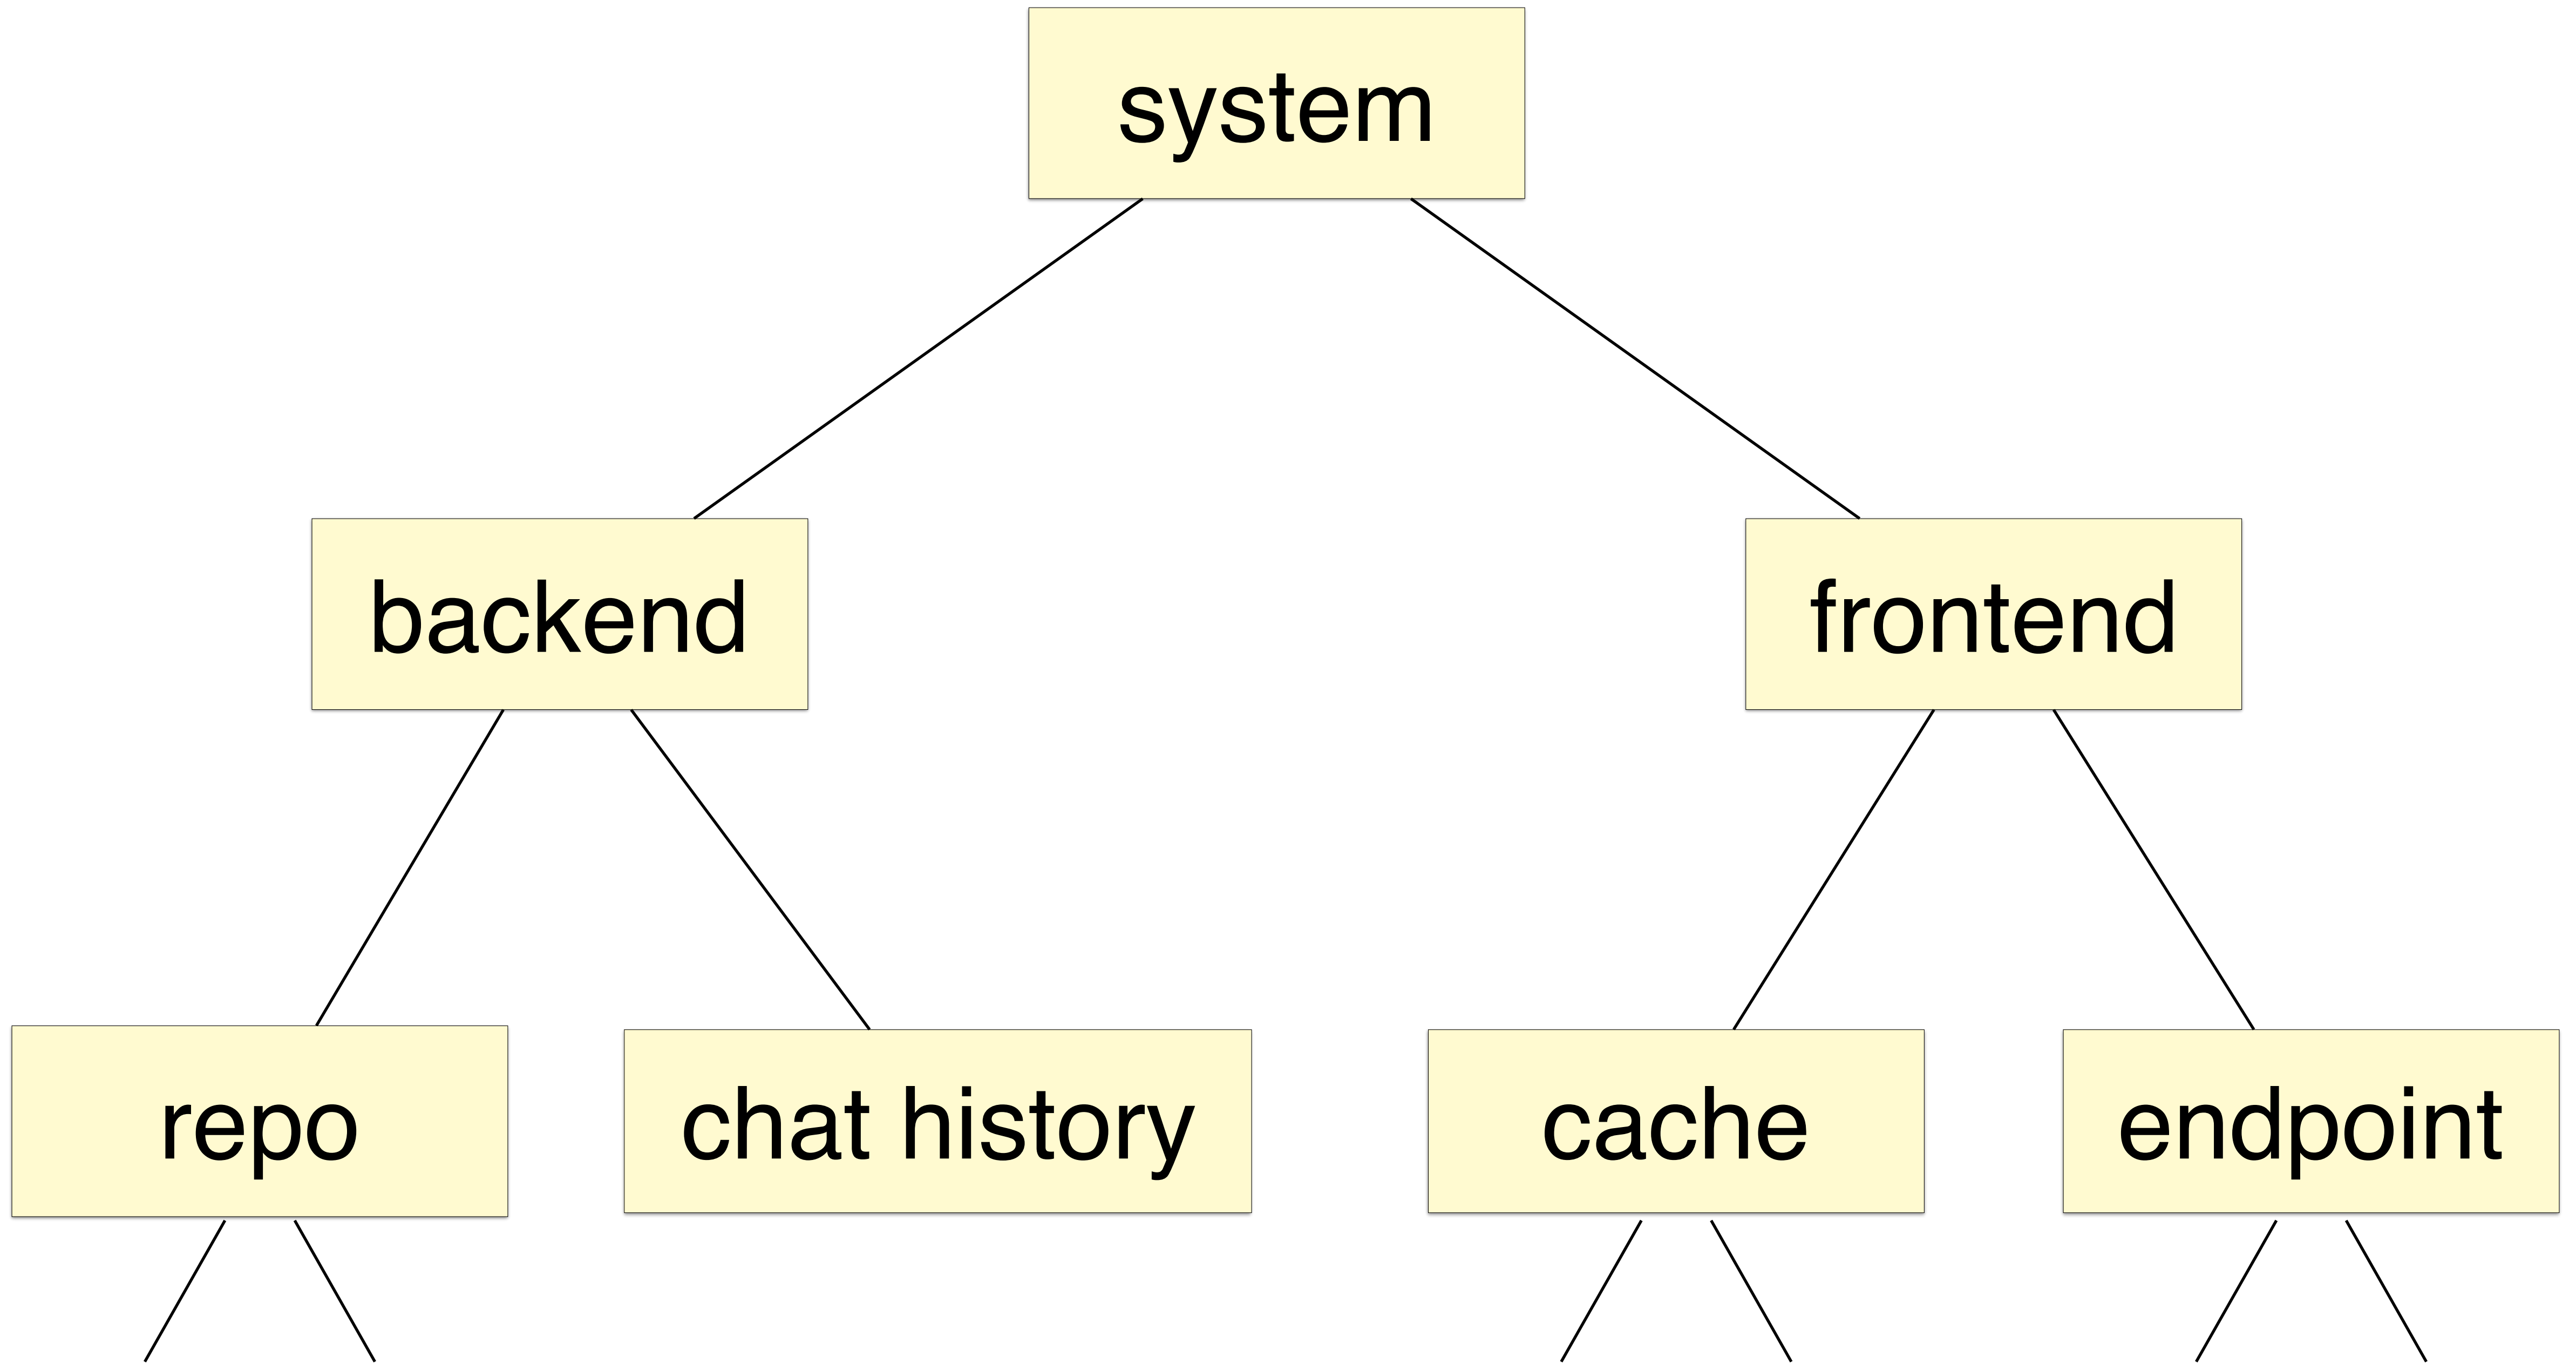 system
backend
frontend
repo
chat history
cache
endpoint